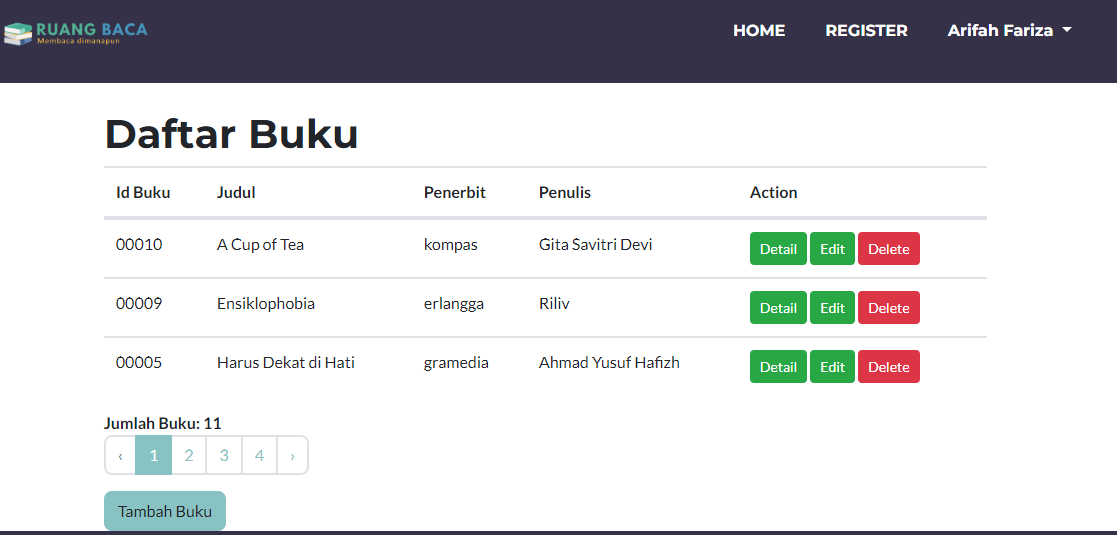 RUANG BACA
Membaca dimanapun
HOME REGISTER Arifah Fariza
Daftar Buku
Id Buku Judul Penerbit Penulis Action
00010 A Cup of Tea kompas Gita Savitri Devi Detail Edit Delete
00009 Ensiklophobia erlangga Riliv Detail Edit Delete
00005 Harus Dekat di Hati gramedia Ahmad Yusuf Hafizh Detail Edit Delete
Jumlah Buku: 11
‹ 1 2 3 4 ›
Tambah Buku